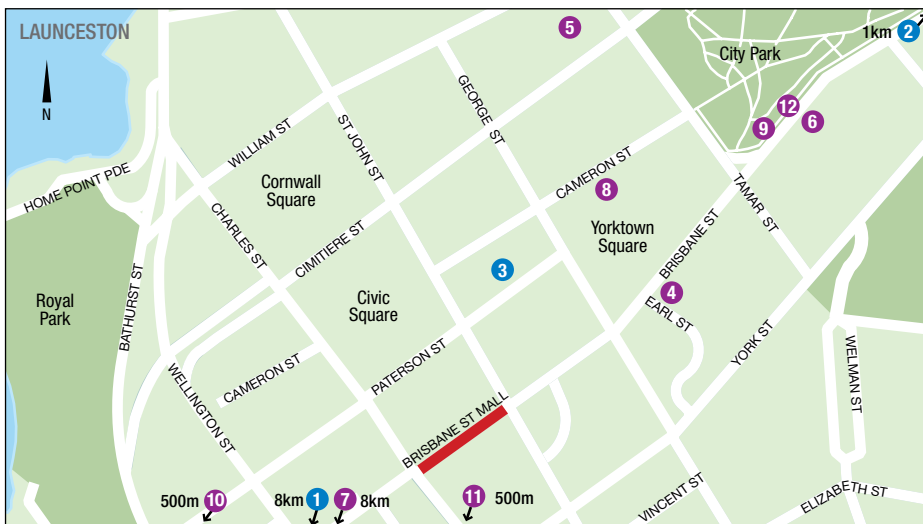 LAUNCESTON
N
5
City Park
1km 2
12
9
6
WILLIAM ST
ST JOHN ST
GEORGE ST
HOME POINT PDE
CAMERON ST
8
Cornwall
Square
CHARLES ST
CIMITIERE ST
TAMAR ST
Yorktown
Square
BRISBANE ST
3
4
EARL ST
Royal
Park
BATHURST ST
Civic
Square
PATERSON ST
YORK ST
WELMAN ST
CAMERON ST
WELLINGTON ST
BRISBANE ST MALL
500m 10
8km 1
7 8km
11 500m
VINCENT ST
ELIZABETH ST